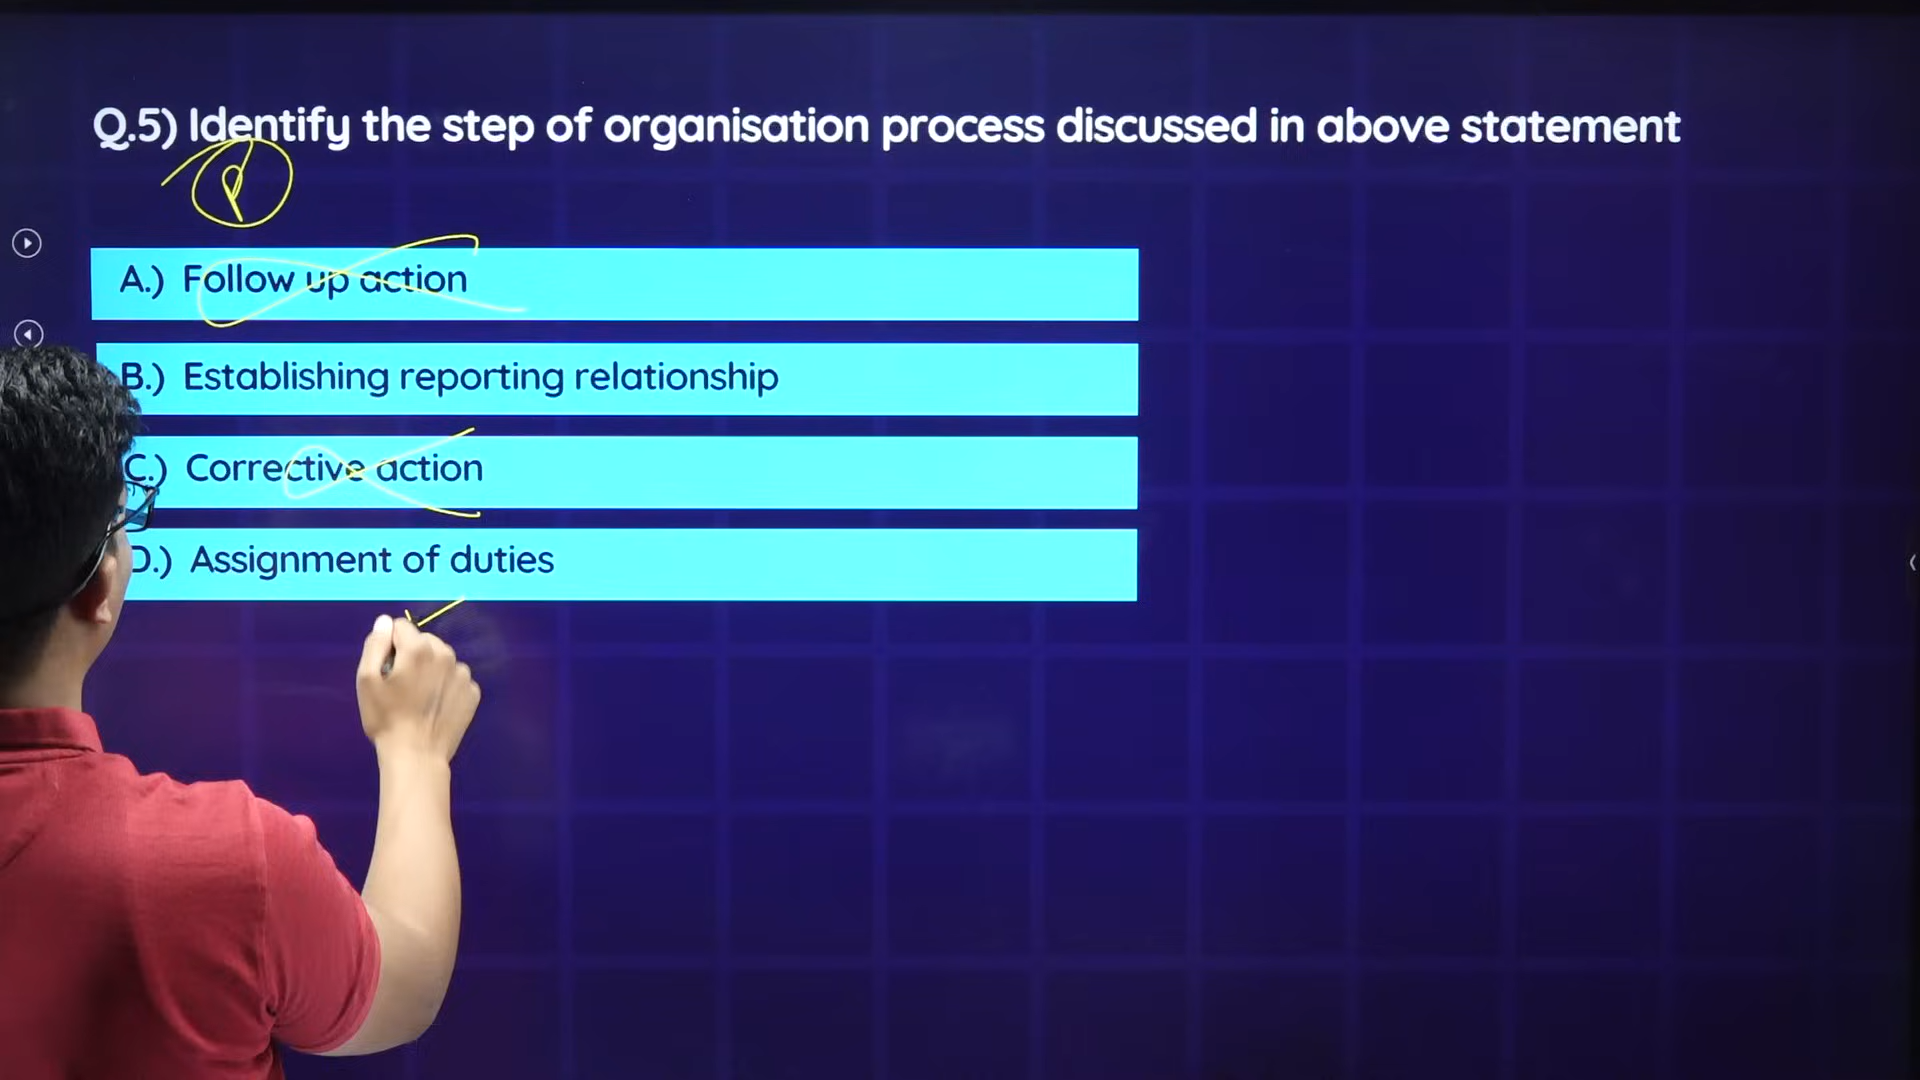 Q.5) Identify the step of organisation process discussed in above statement
A.) Follow up action
B.) Establishing reporting relationship
C.) Corrective action
D.) Assignment of duties